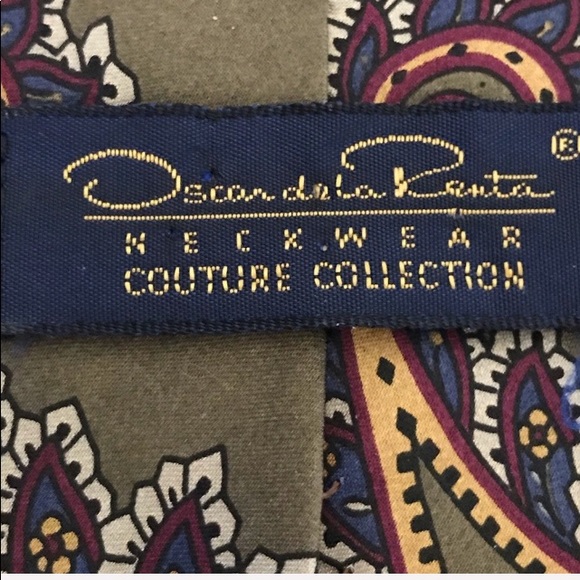 Oscar de la Renta ®
NECKWEAR
COUTURE COLLECTION